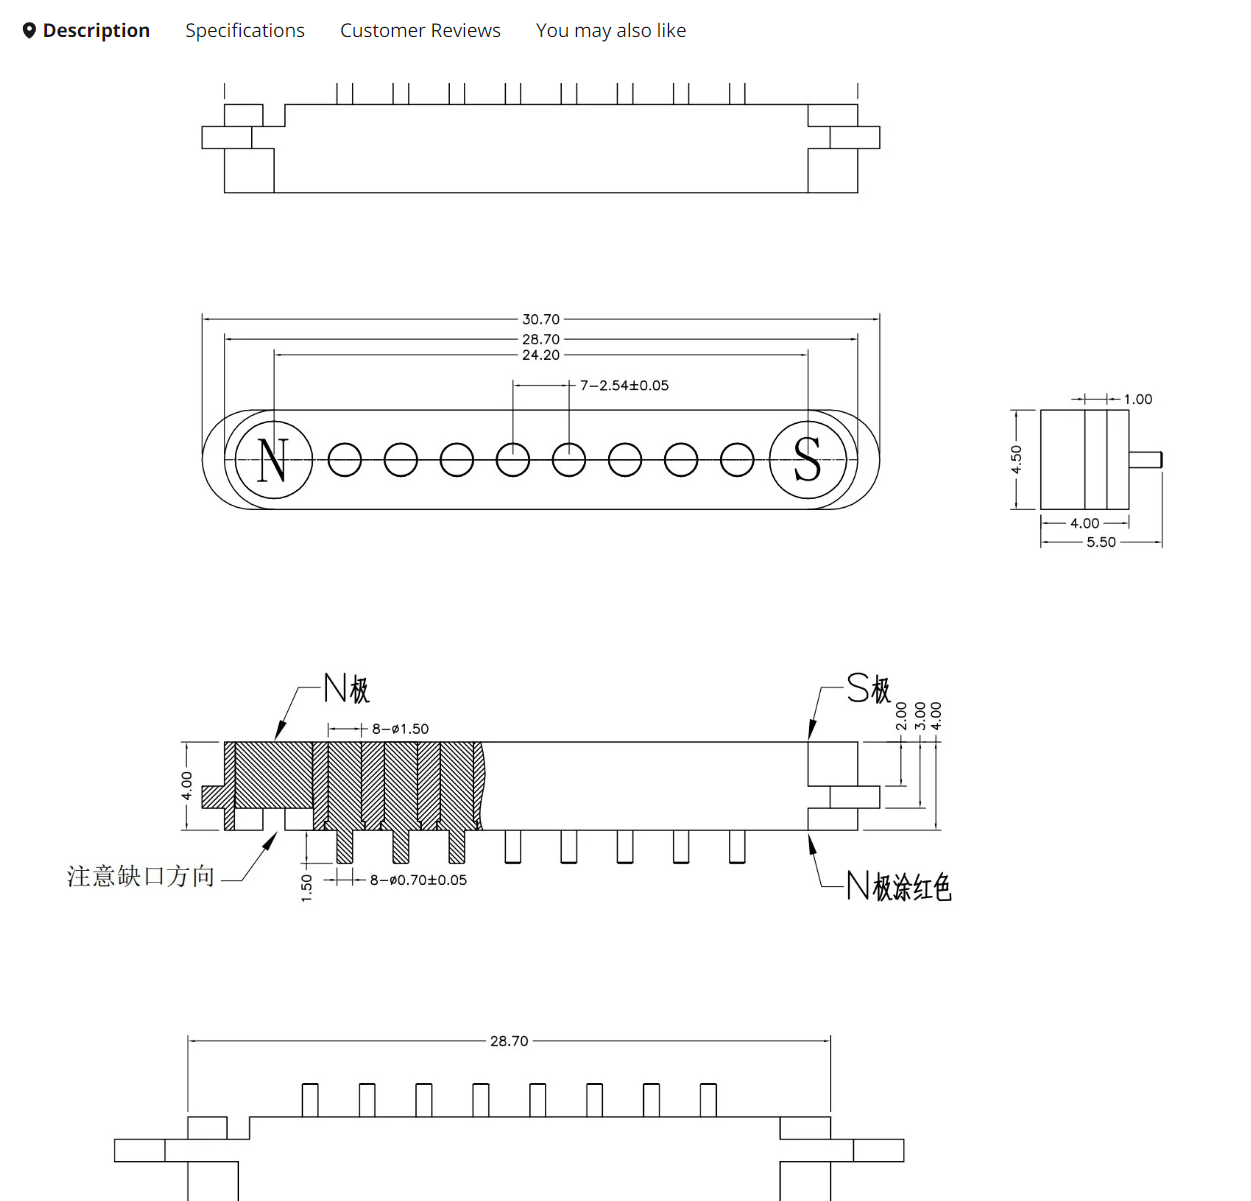 Description Specifications Customer Reviews You may also like
30.70
28.70
24.20
7-2.54±0.05
1.00
N
S
4.50
4.00
5.50
N极
S极
2.00
3.00
4.00
8-ø1.50
4.00
注意缺口方向
1.50
8-ø0.70±0.05
N极涂红色
28.70